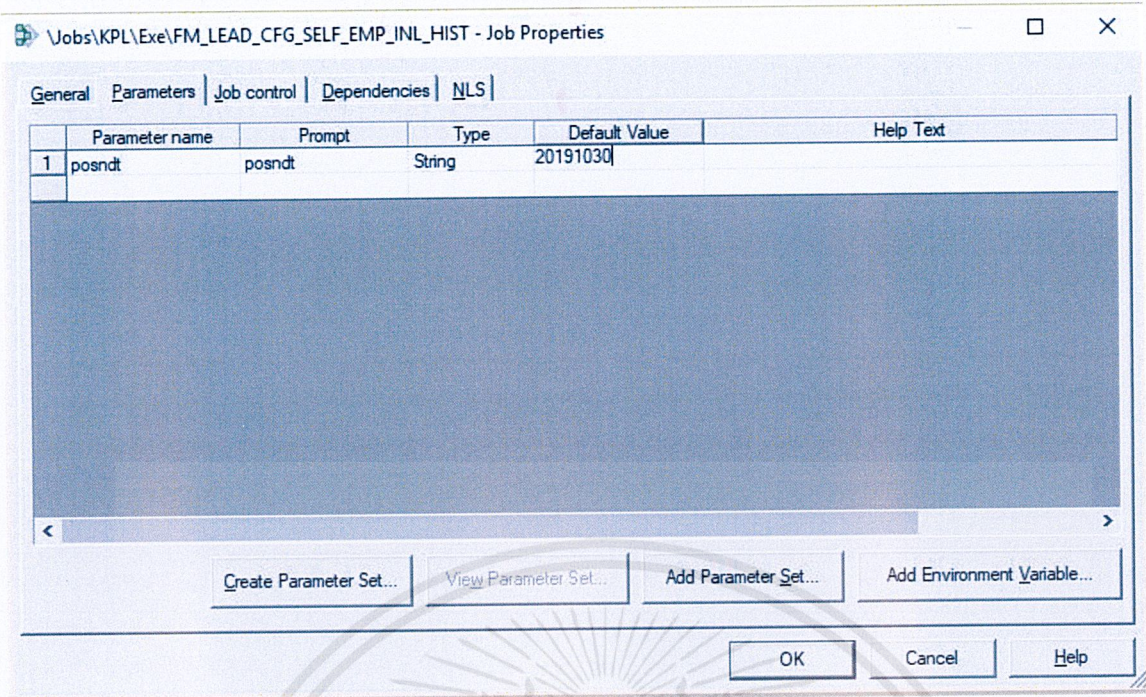 \Jobs\KPL\Exe\FM_LEAD_CFG_SELF_EMP_INL_HIST - Job Properties
General Parameters Job control Dependencies NLS
Parameter name Prompt Type Default Value Help Text
1 posndt posndt String 20191030
Create Parameter Set... View Parameter Set... Add Parameter Set... Add Environment Variable...
OK Cancel Help